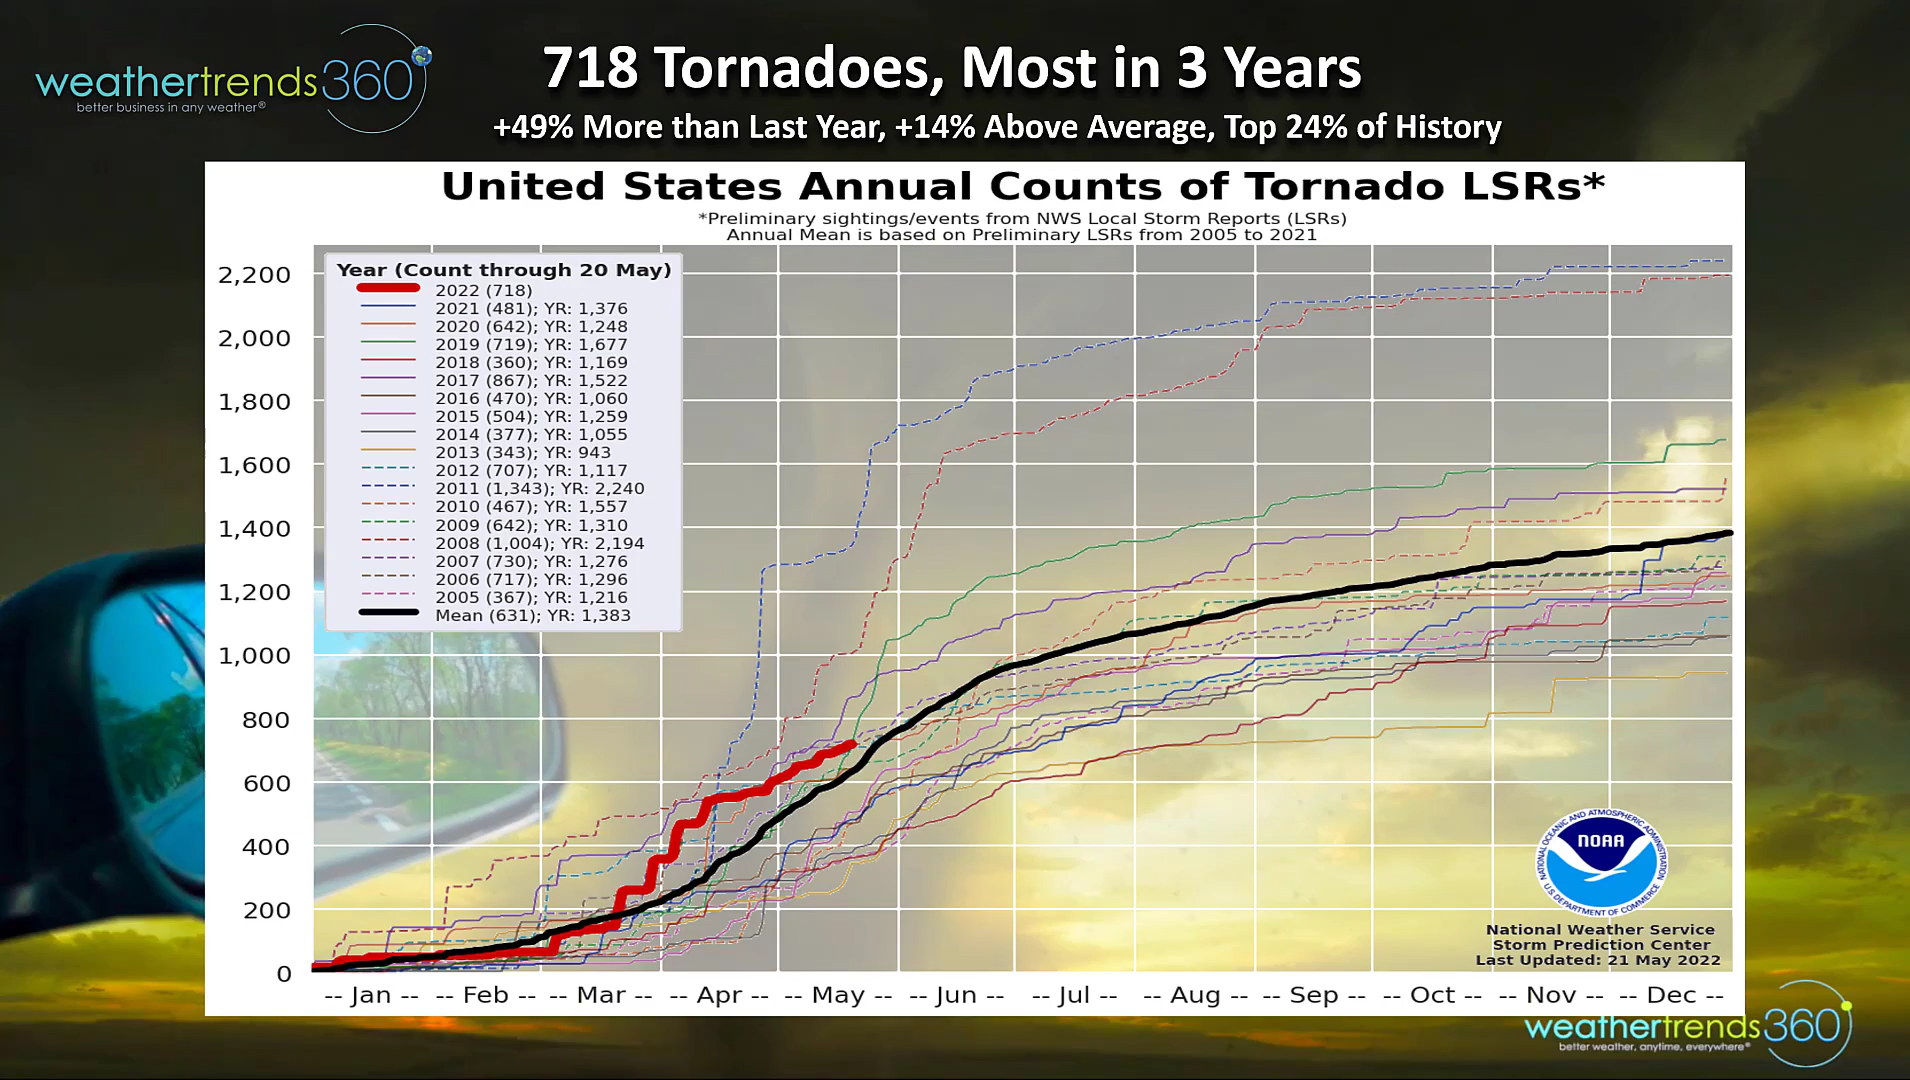 weathertrends360
better business in any weather®
718 Tornadoes, Most in 3 Years
+49% More than Last Year, +14% Above Average, Top 24% of History
United States Annual Counts of Tornado LSRs*
*Preliminary sightings/events from NWS Local Storm Reports (LSRs)
Annual Mean is based on Preliminary LSRs from 2005 to 2021
Year (Count through 20 May)
2022 (718)
2021 (481); YR: 1,376
2020 (642); YR: 1,248
2019 (719); YR: 1,677
2018 (360); YR: 1,169
2017 (867); YR: 1,522
2016 (470); YR: 1,060
2015 (504); YR: 1,259
2014 (377); YR: 1,055
2013 (343); YR: 943
2012 (707); YR: 1,117
2011 (1,343); YR: 2,240
2010 (467); YR: 1,557
2009 (642); YR: 1,310
2008 (1,004); YR: 2,194
2007 (730); YR: 1,276
2006 (717); YR: 1,296
2005 (367); YR: 1,216
Mean (631); YR: 1,383
2,200
2,000
1,800
1,600
1,400
1,200
1,000
800
600
400
200
0
-- Jan -- -- Feb -- -- Mar -- -- Apr -- -- May -- -- Jun -- -- Jul -- -- Aug -- -- Sep -- -- Oct -- -- Nov -- -- Dec --
NATIONAL OCEANIC AND ATMOSPHERIC ADMINISTRATION
NOAA
U.S. DEPARTMENT OF COMMERCE
National Weather Service
Storm Prediction Center
Last Updated: 21 May 2022
weathertrends360
better weather, anytime, everywhere®